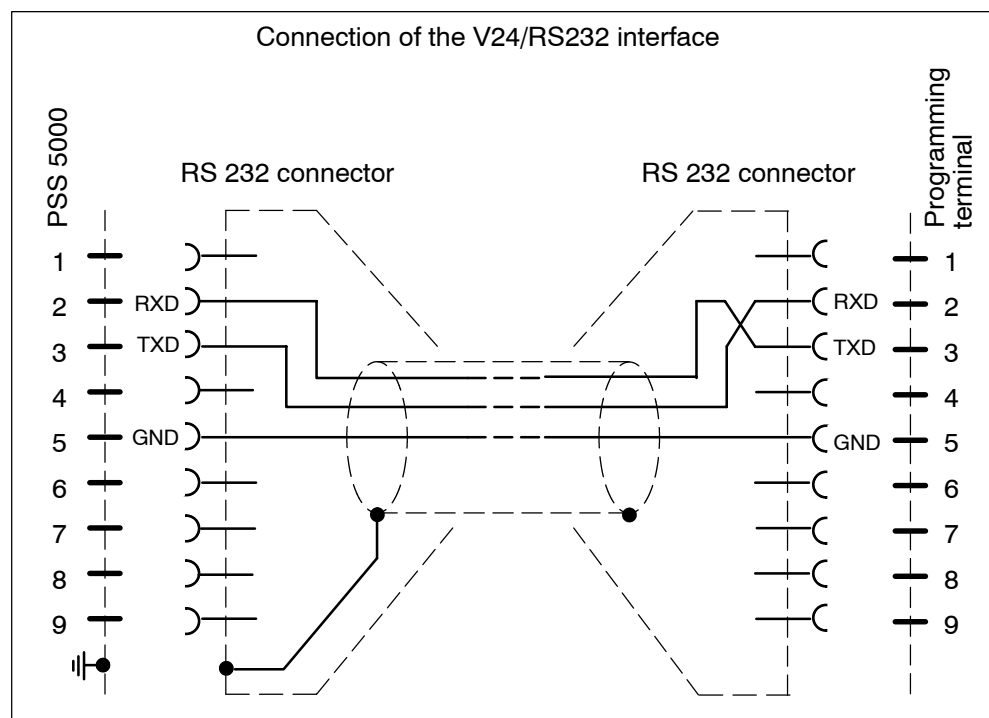 Connection of the V24/RS232 interface
PSS 5000
RS 232 connector
RS 232 connector
Programming
terminal
1
1
2 RXD
RXD 2
3 TXD
TXD 3
4
4
5 GND
GND 5
6
6
7
7
8
8
9
9